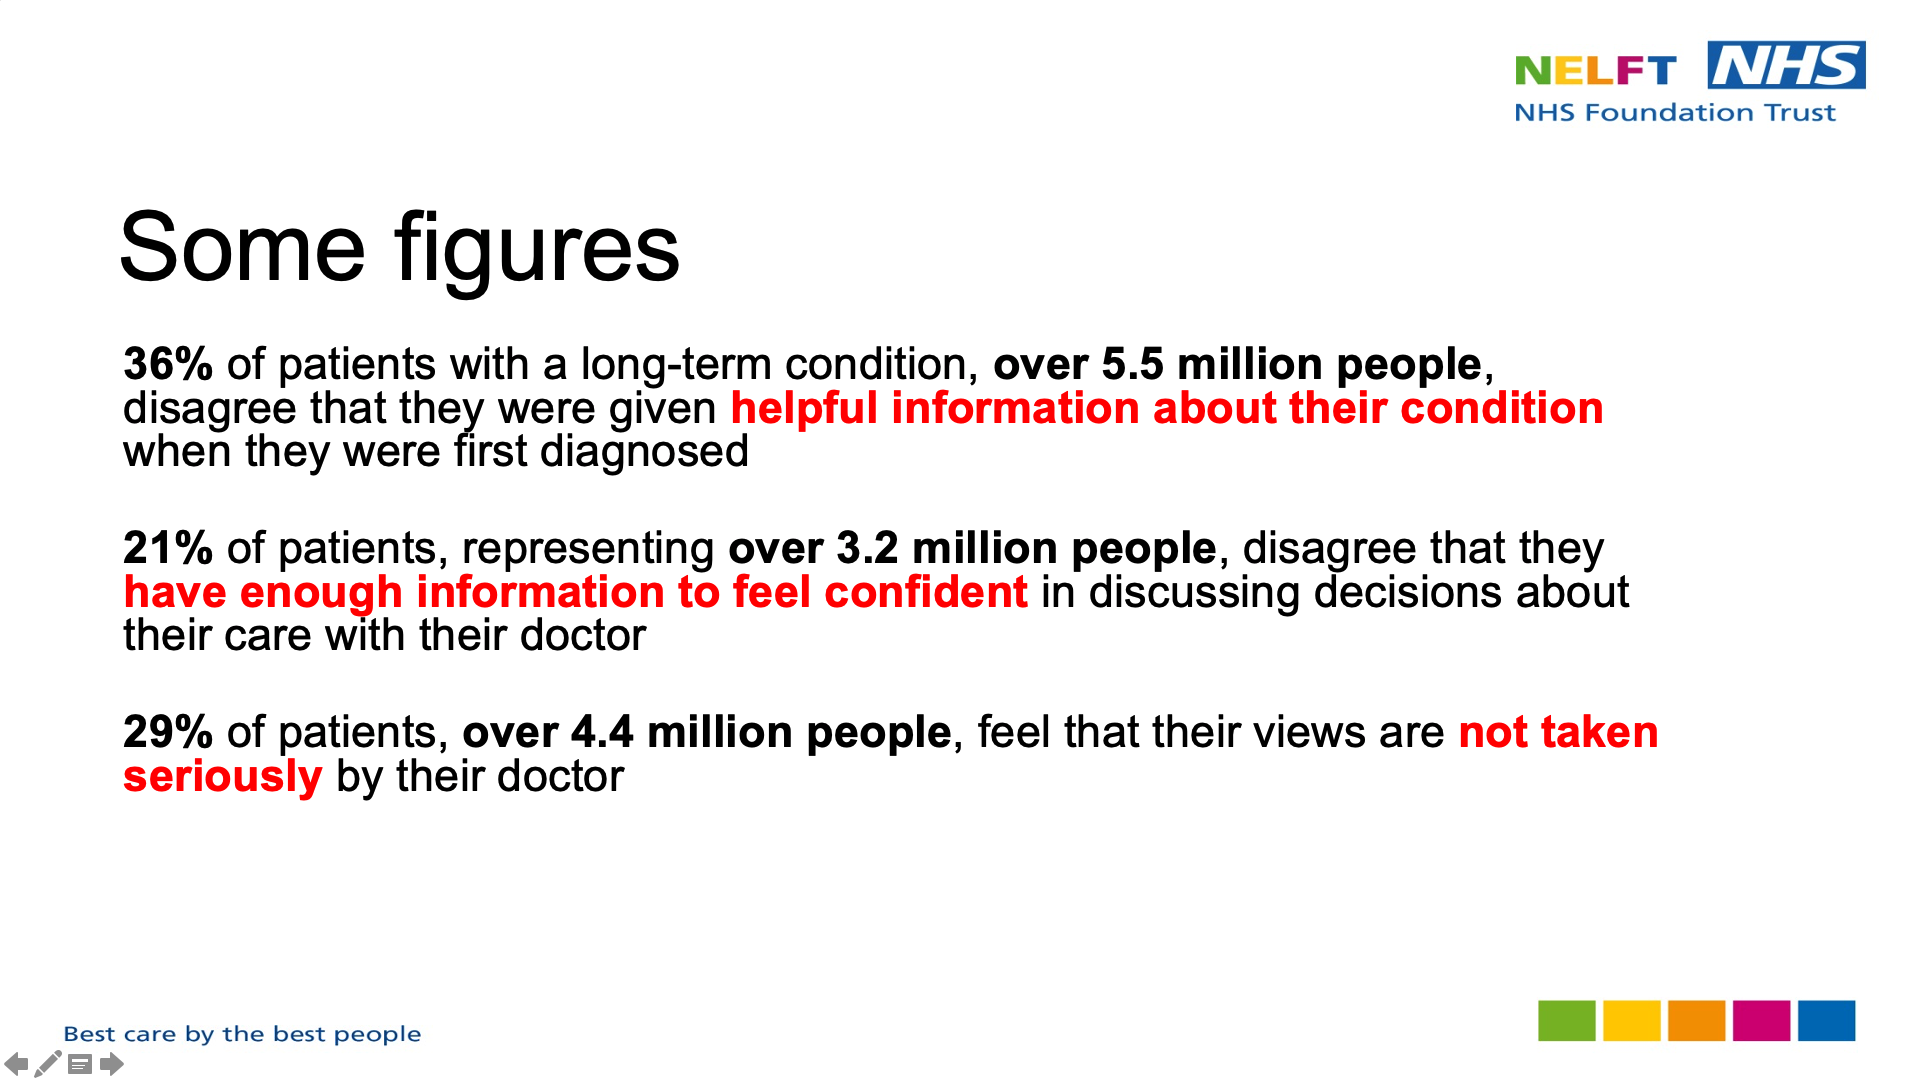 NELFT NHS
NHS Foundation Trust
Some figures
36% of patients with a long-term condition, over 5.5 million people,
disagree that they were given helpful information about their condition
when they were first diagnosed
21% of patients, representing over 3.2 million people, disagree that they
have enough information to feel confident in discussing decisions about
their care with their doctor
29% of patients, over 4.4 million people, feel that their views are not taken
seriously by their doctor
Best care by the best people